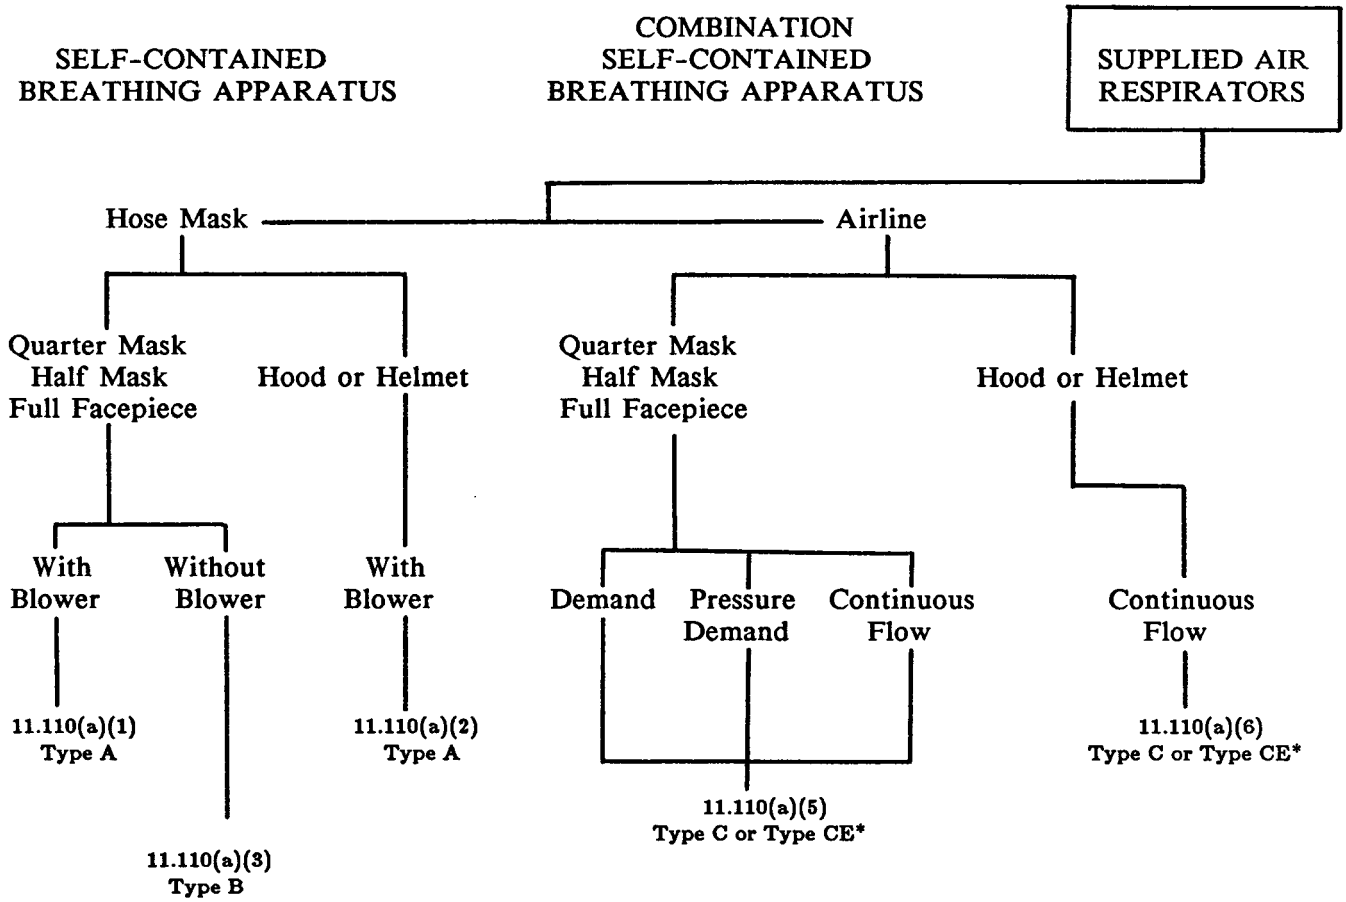 SELF-CONTAINED
BREATHING APPARATUS
COMBINATION
SELF-CONTAINED
BREATHING APPARATUS
SUPPLIED AIR
RESPIRATORS
Hose Mask
Airline
Quarter Mask
Half Mask
Full Facepiece
Hood or Helmet
Quarter Mask
Half Mask
Full Facepiece
Hood or Helmet
With
Blower
Without
Blower
With
Blower
Demand
Pressure
Demand
Continuous
Flow
Continuous
Flow
11.110(a)(1)
Type A
11.110(a)(2)
Type A
11.110(a)(6)
Type C or Type CE*
11.110(a)(5)
Type C or Type CE*
11.110(a)(3)
Type B